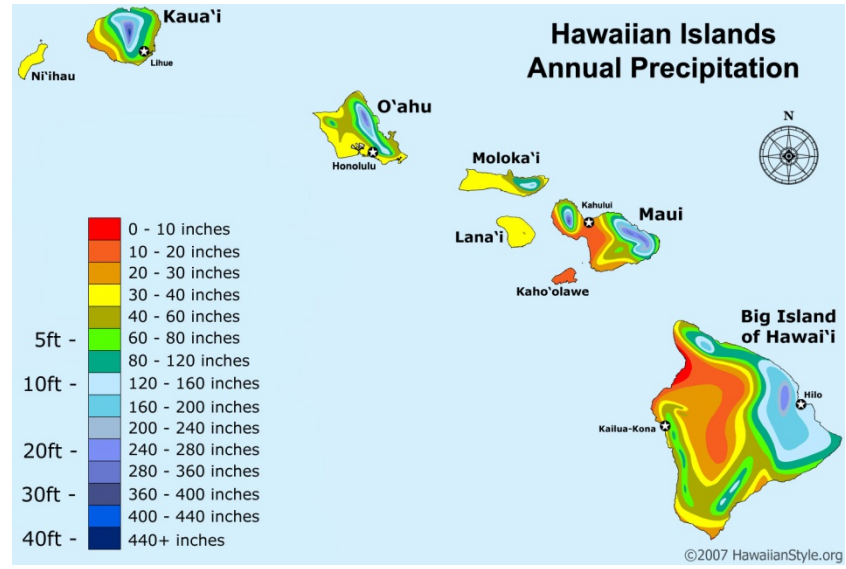 Hawaiian Islands
Annual Precipitation
Kaua‘i
Lihue
Ni‘ihau
O‘ahu
Honolulu
Moloka‘i
Lana‘i
Kahului
Maui
Kaho‘olawe
N
Big Island
of Hawai‘i
Hilo
Kailua-Kona
0 - 10 inches
10 - 20 inches
20 - 30 inches
30 - 40 inches
40 - 60 inches
5ft - 60 - 80 inches
80 - 120 inches
10ft - 120 - 160 inches
160 - 200 inches
200 - 240 inches
20ft - 240 - 280 inches
280 - 360 inches
30ft - 360 - 400 inches
400 - 440 inches
40ft - 440+ inches
©2007 HawaiianStyle.org